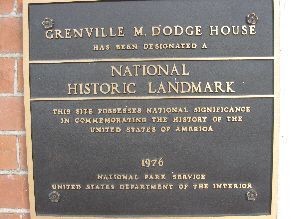 GRENVILLE M. DODGE HOUSE
HAS BEEN DESIGNATED A
NATIONAL
HISTORIC LANDMARK
THIS SITE POSSESSES NATIONAL SIGNIFICANCE
IN COMMEMORATING THE HISTORY OF THE
UNITED STATES OF AMERICA
1976
NATIONAL PARK SERVICE
UNITED STATES DEPARTMENT OF THE INTERIOR